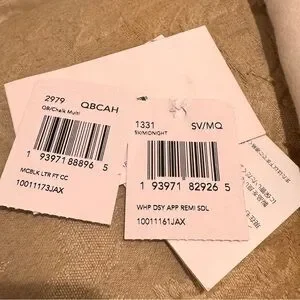 2979 QBCAH
QB/Chalk Multi
1 93971 88896 5
MCBLK LTR PT CC
10011173JAX
1331 SV/MQ
SV/MIDNIGHT
1 93971 82926 5
WHP DSY APP REMI SDL
10011161JAX